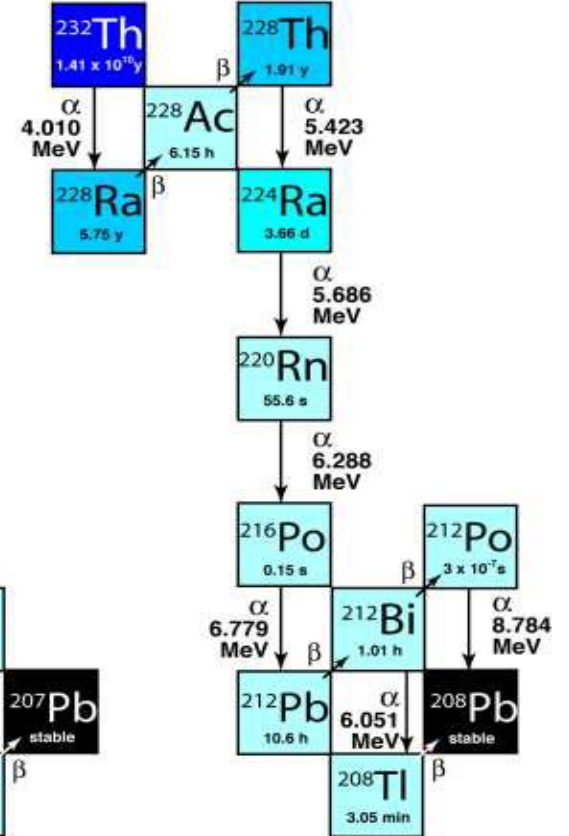 ²³²Th
1.41 x 10¹⁰y
²²⁸Th
1.91 y
β
α
4.010
MeV
²²⁸Ac
6.15 h
α
5.423
MeV
β
²²⁸Ra
5.75 y
²²⁴Ra
3.66 d
α
5.686
MeV
²²⁰Rn
55.6 s
α
6.288
MeV
²¹⁶Po
0.15 s
²¹²Po
3 x 10⁻⁷s
β
α
6.779
MeV
²¹²Bi
1.01 h
α
8.784
MeV
β
²⁰⁷Pb
stable
²¹²Pb
10.6 h
α
6.051
MeV
²⁰⁸Pb
stable
β
β
²⁰⁸Tl
3.05 min